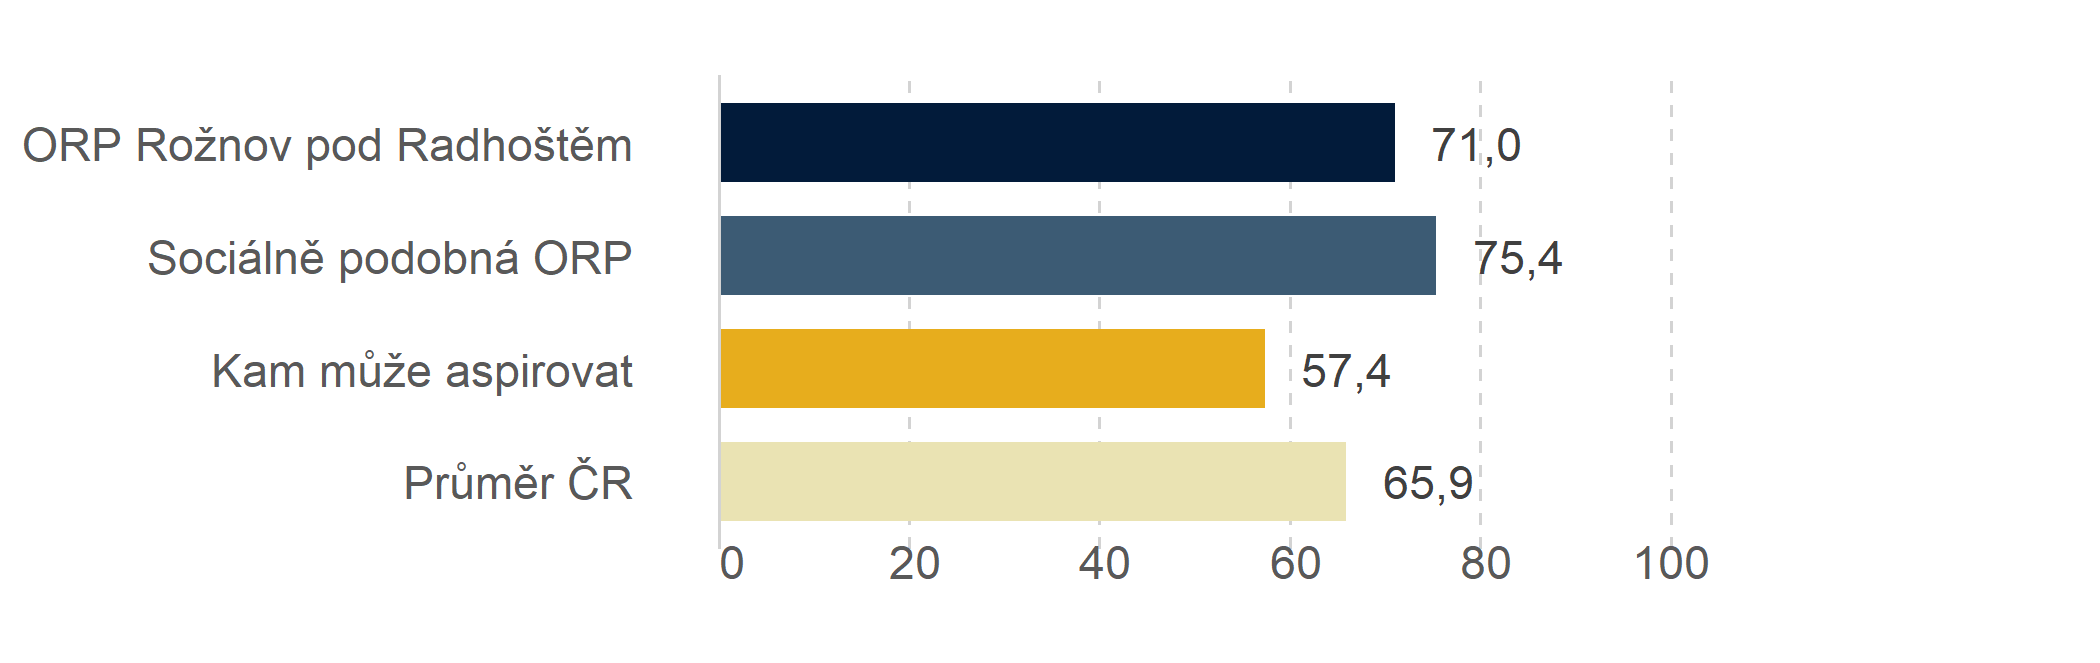 ORP Rožnov pod Radhoštěm 71,0
Sociálně podobná ORP 75,4
Kam může aspirovat 57,4
Průměr ČR 65,9
0 20 40 60 80 100